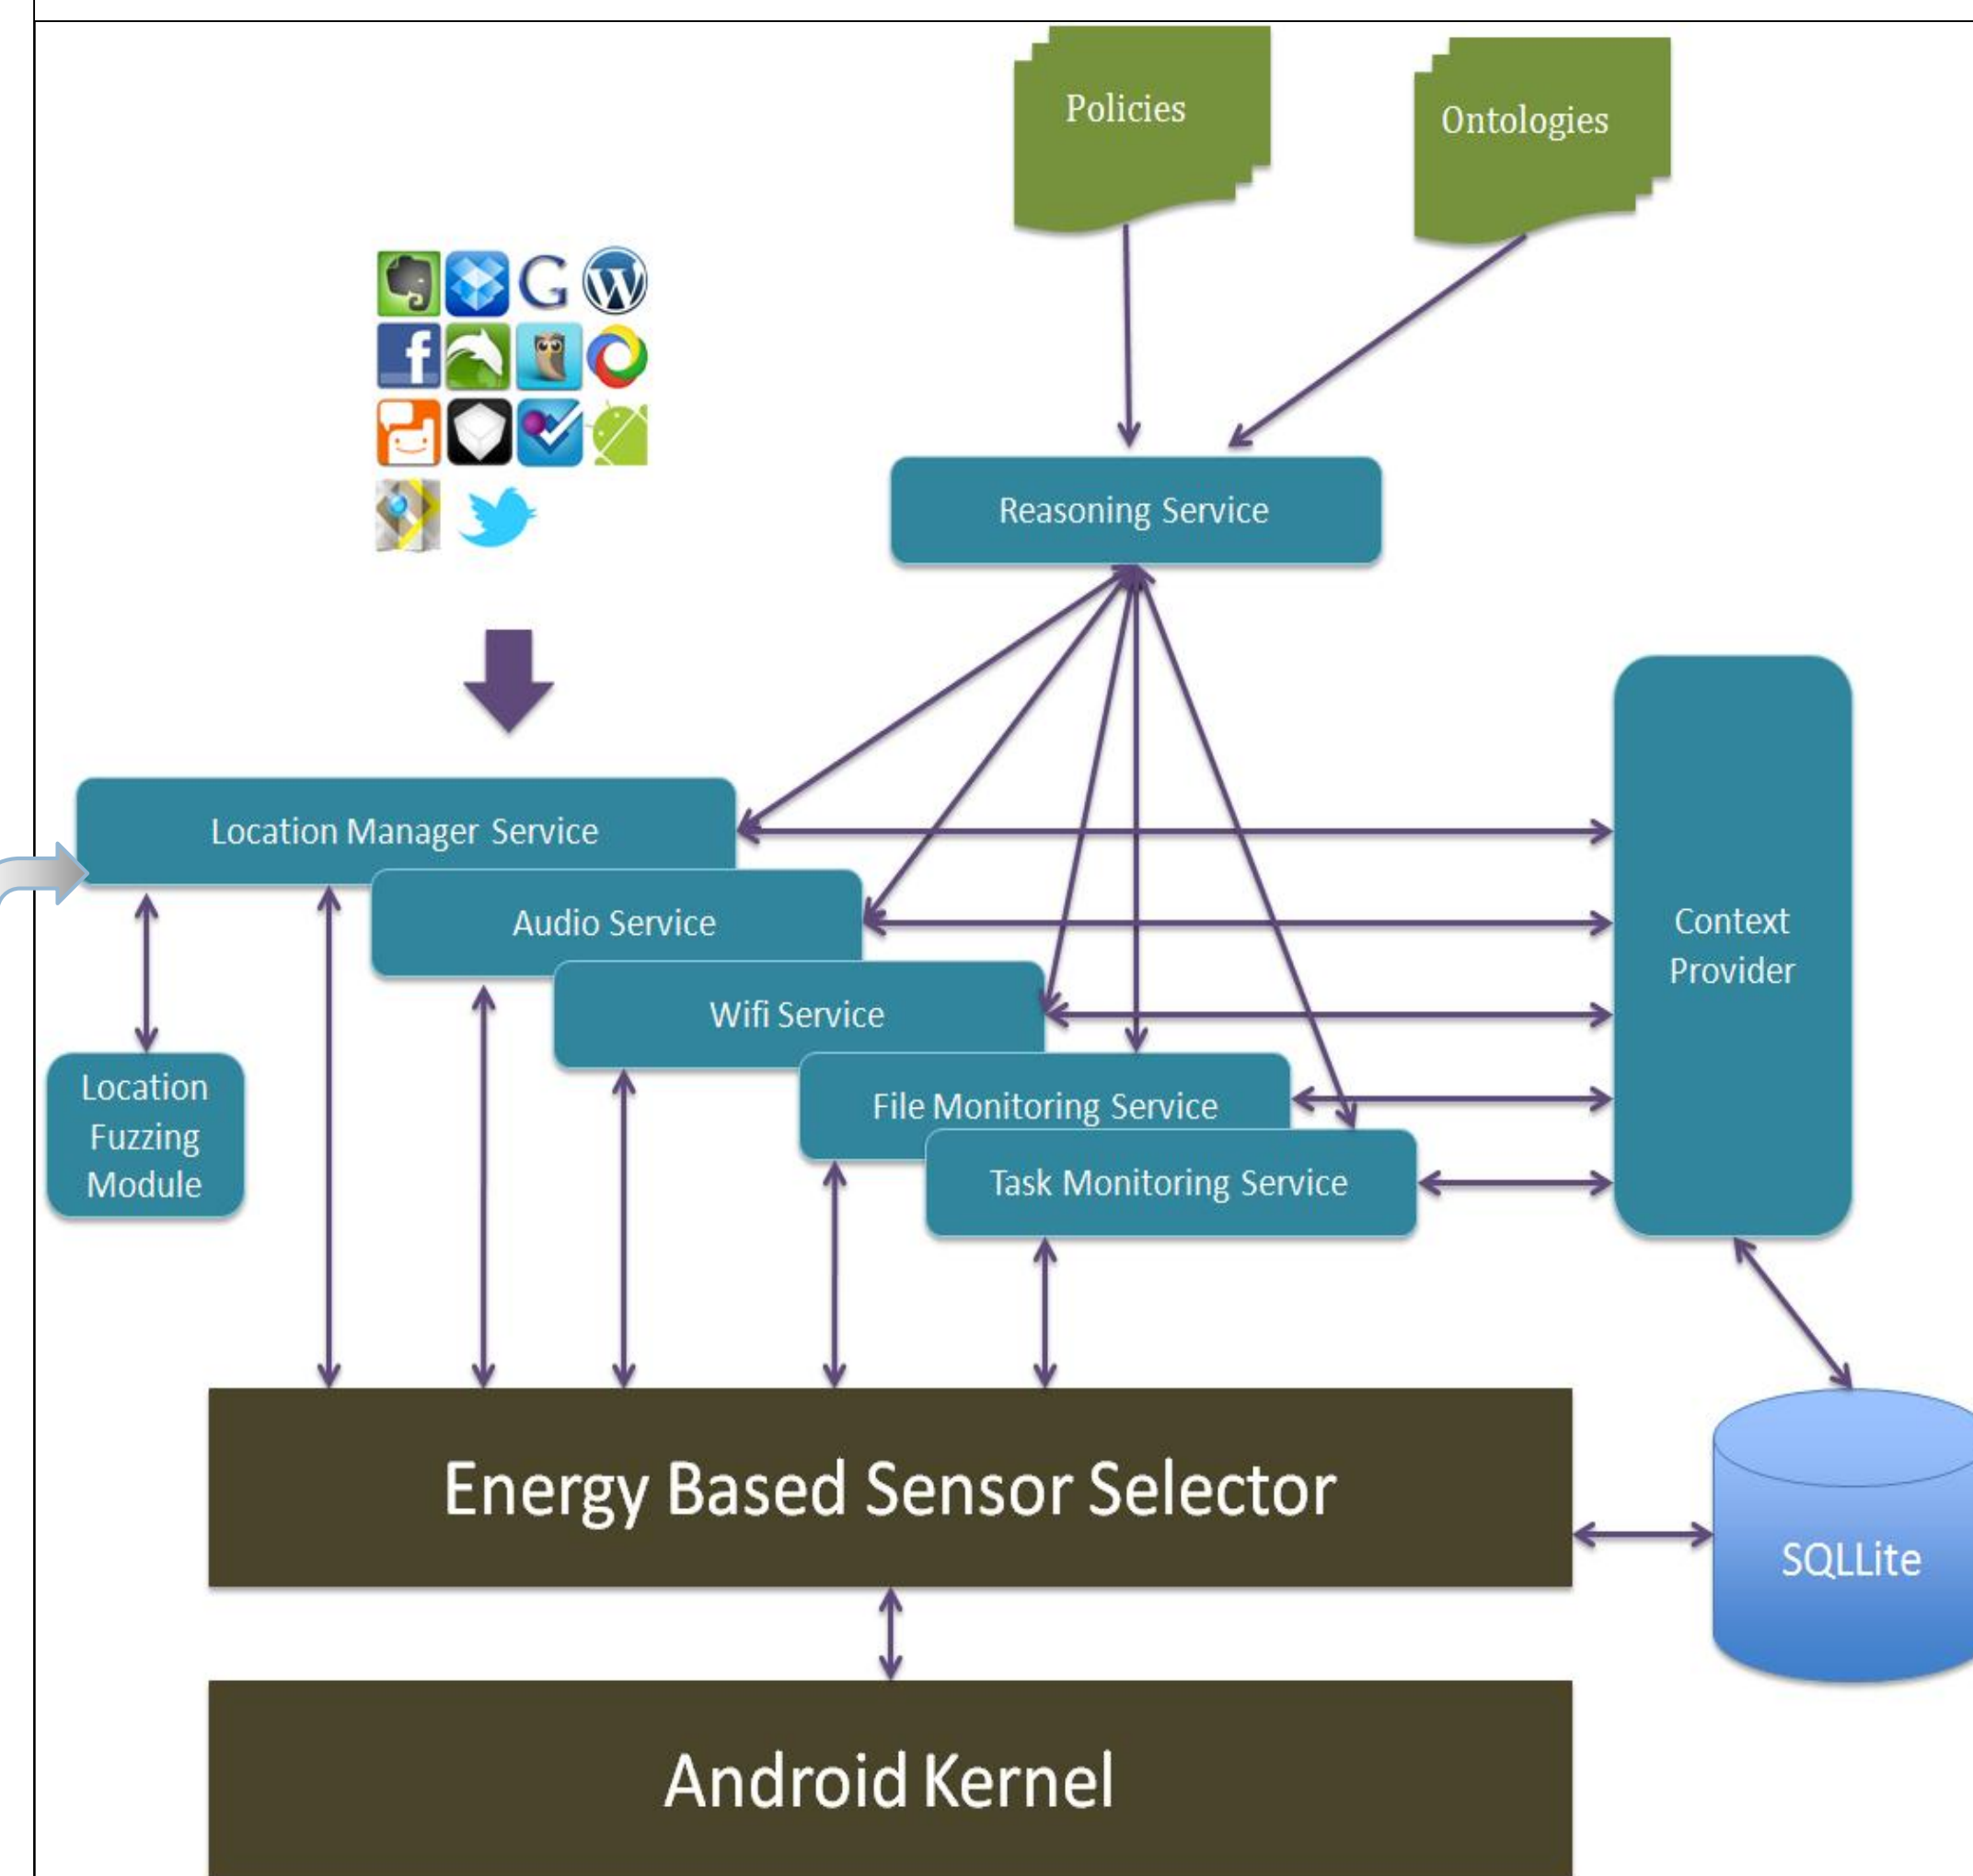 Policies
Ontologies
Reasoning Service
Location Manager Service
Audio Service
Wifi Service
File Monitoring Service
Task Monitoring Service
Context
Provider
Location
Fuzzing
Module
Energy Based Sensor Selector
SQLLite
Android Kernel